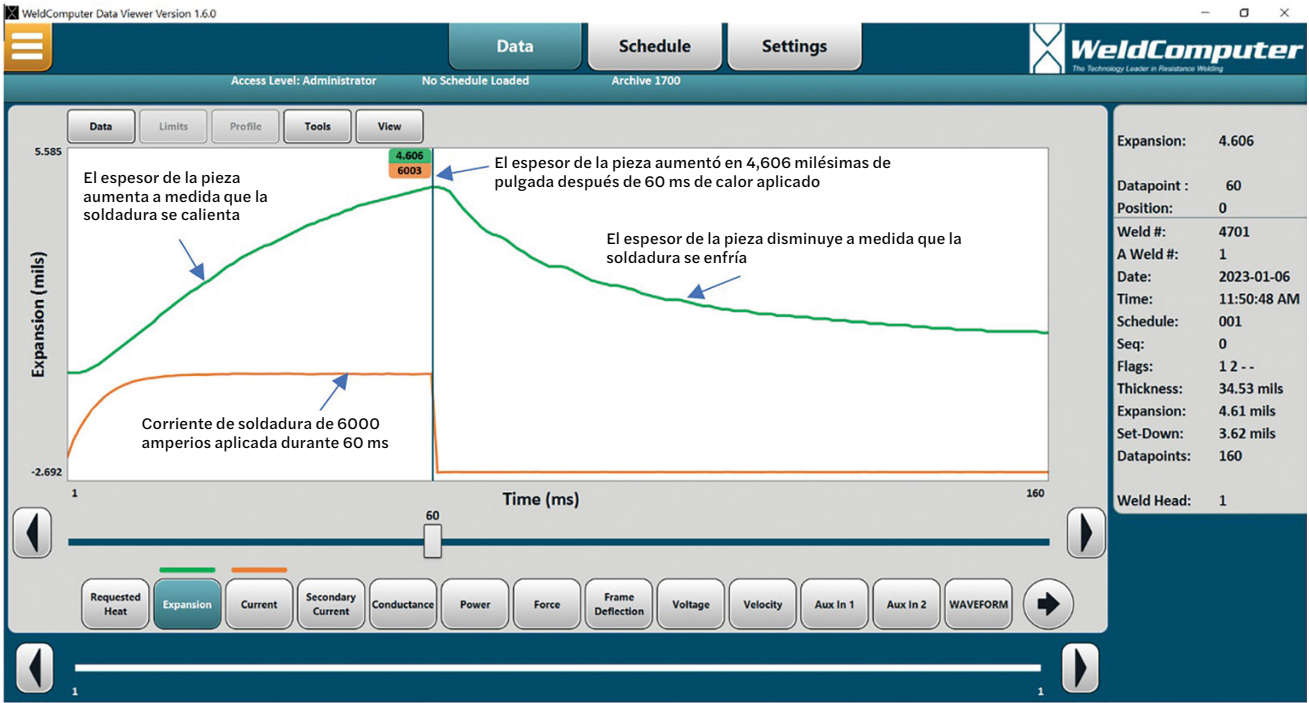 WeldComputer Data Viewer Version 1.6.0
Data
Schedule
Settings
WeldComputer
The Technology Leader in Resistance Welding
Access Level: Administrator
No Schedule Loaded
Archive 1700
Data
Limits
Profile
Tools
View
5.585
Expansion (mils)
-2.692
4.606
6003
El espesor de la pieza
aumenta a medida que la
soldadura se calienta
El espesor de la pieza aumentó en 4,606 milésimas de
pulgada después de 60 ms de calor aplicado
El espesor de la pieza disminuye a medida que la
soldadura se enfría
Corriente de soldadura de 6000
amperios aplicada durante 60 ms
1
Time (ms)
160
60
Requested
Heat
Expansion
Current
Secondary
Current
Conductance
Power
Force
Frame
Deflection
Voltage
Velocity
Aux In 1
Aux In 2
WAVEFORM
1
1
Expansion: 4.606
Datapoint : 60
Position: 0
Weld #: 4701
A Weld #: 1
Date: 2023-01-06
Time: 11:50:48 AM
Schedule: 001
Seq: 0
Flags: 1 2 - -
Thickness: 34.53 mils
Expansion: 4.61 mils
Set-Down: 3.62 mils
Datapoints: 160
Weld Head: 1